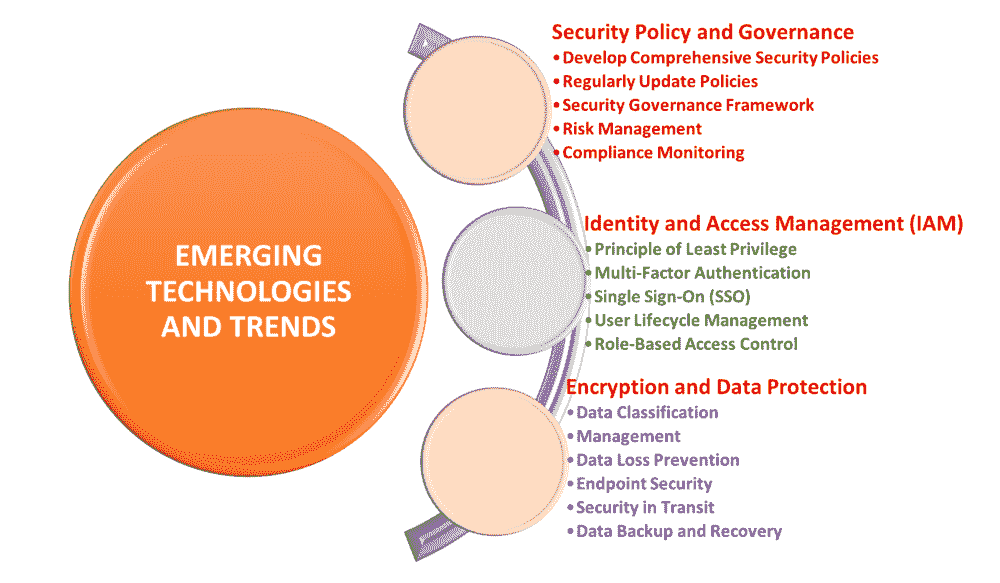 EMERGING
TECHNOLOGIES
AND TRENDS
Security Policy and Governance
•Develop Comprehensive Security Policies
•Regularly Update Policies
•Security Governance Framework
•Risk Management
•Compliance Monitoring
Identity and Access Management (IAM)
•Principle of Least Privilege
•Multi-Factor Authentication
•Single Sign-On (SSO)
•User Lifecycle Management
•Role-Based Access Control
Encryption and Data Protection
•Data Classification
•Management
•Data Loss Prevention
•Endpoint Security
•Security in Transit
•Data Backup and Recovery